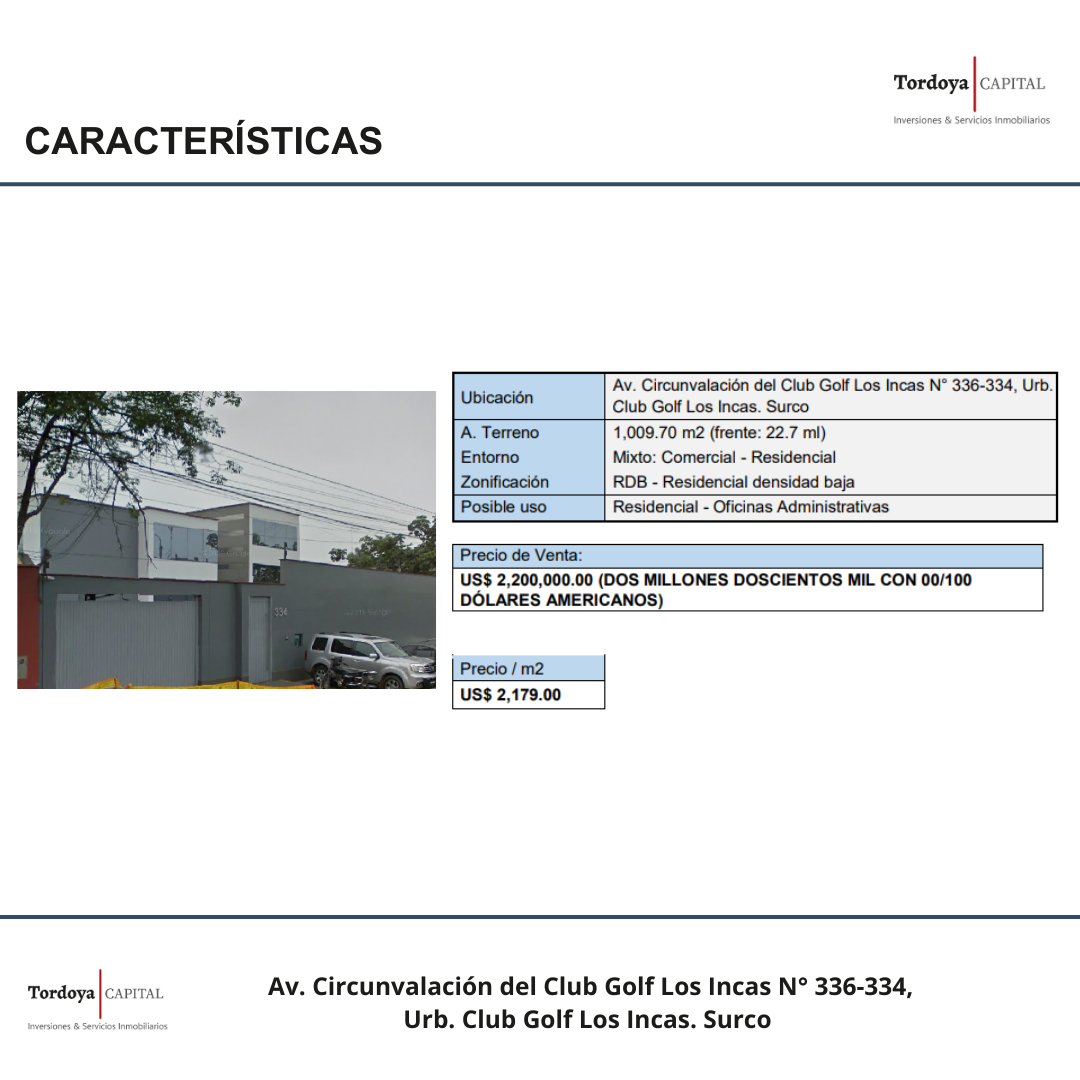 Tordoya CAPITAL
Inversiones & Servicios Inmobiliarios
CARACTERÍSTICAS
Ubicación
Av. Circunvalación del Club Golf Los Incas N° 336-334, Urb.
Club Golf Los Incas. Surco
A. Terreno
1,009.70 m2 (frente: 22.7 ml)
Entorno
Mixto: Comercial - Residencial
Zonificación
RDB - Residencial densidad baja
Posible uso
Residencial - Oficinas Administrativas
Precio de Venta:
US$ 2,200,000.00 (DOS MILLONES DOSCIENTOS MIL CON 00/100
DÓLARES AMERICANOS)
334
Precio / m2
US$ 2,179.00
Tordoya CAPITAL
Inversiones & Servicios Inmobiliarios
Av. Circunvalación del Club Golf Los Incas N° 336-334,
Urb. Club Golf Los Incas. Surco